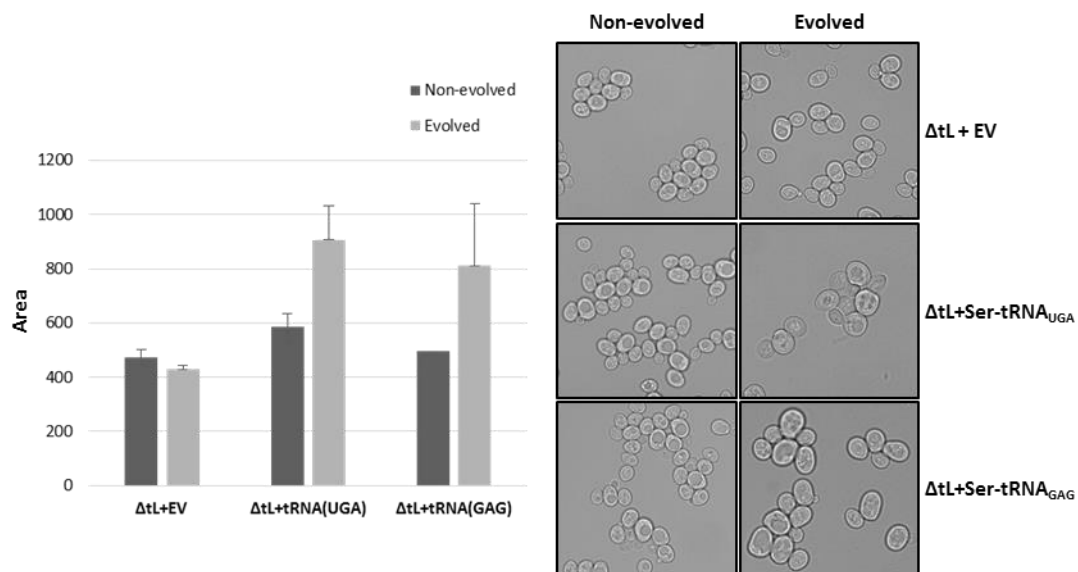 Non-evolved
Evolved
1200
1000
800
600
400
200
0
Area
ΔtL+EV
ΔtL+tRNA(UGA)
ΔtL+tRNA(GAG)
Non-evolved
Evolved
ΔtL + EV
ΔtL+Ser-tRNAUGA
ΔtL+Ser-tRNAGAG